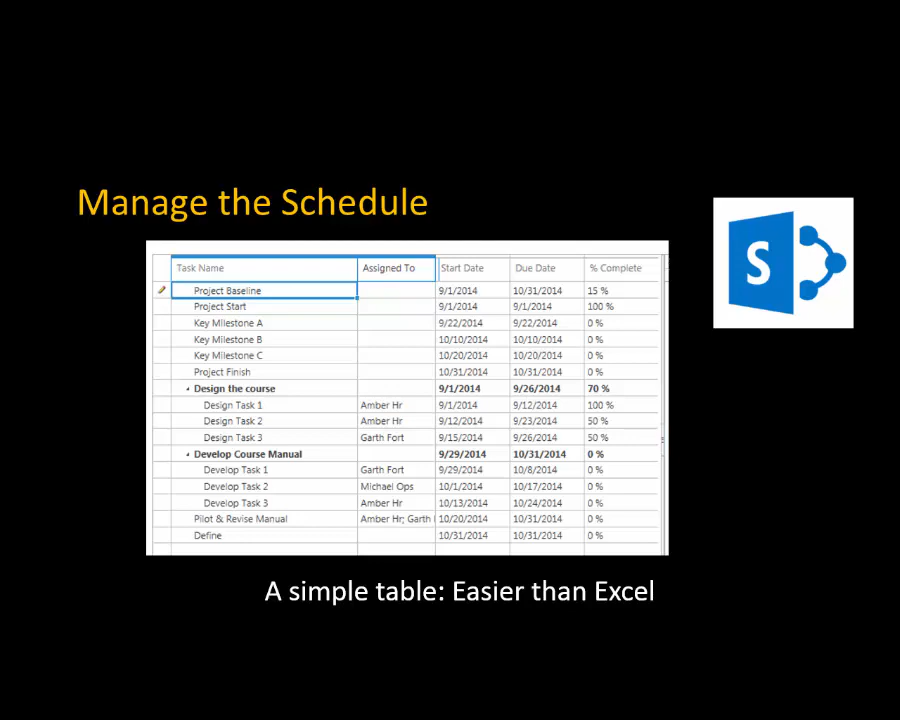 Manage the Schedule
S
Task Name Assigned To Start Date Due Date % Complete
Project Baseline 9/1/2014 10/31/2014 15 %
Project Start 9/1/2014 9/1/2014 100 %
Key Milestone A 9/22/2014 9/22/2014 0 %
Key Milestone B 10/10/2014 10/10/2014 0 %
Key Milestone C 10/20/2014 10/20/2014 0 %
Project Finish 10/31/2014 10/31/2014 0 %
Design the course 9/1/2014 9/26/2014 70 %
Design Task 1 Amber Hr 9/1/2014 9/12/2014 100 %
Design Task 2 Amber Hr 9/12/2014 9/23/2014 50 %
Design Task 3 Garth Fort 9/15/2014 9/26/2014 50 %
Develop Course Manual 9/29/2014 10/31/2014 0 %
Develop Task 1 Garth Fort 9/29/2014 10/8/2014 0 %
Develop Task 2 Michael Ops 10/1/2014 10/17/2014 0 %
Develop Task 3 Amber Hr 10/13/2014 10/24/2014 0 %
Pilot & Revise Manual Amber Hr; Garth 10/20/2014 10/31/2014 0 %
Define 10/31/2014 10/31/2014 0 %
A simple table: Easier than Excel